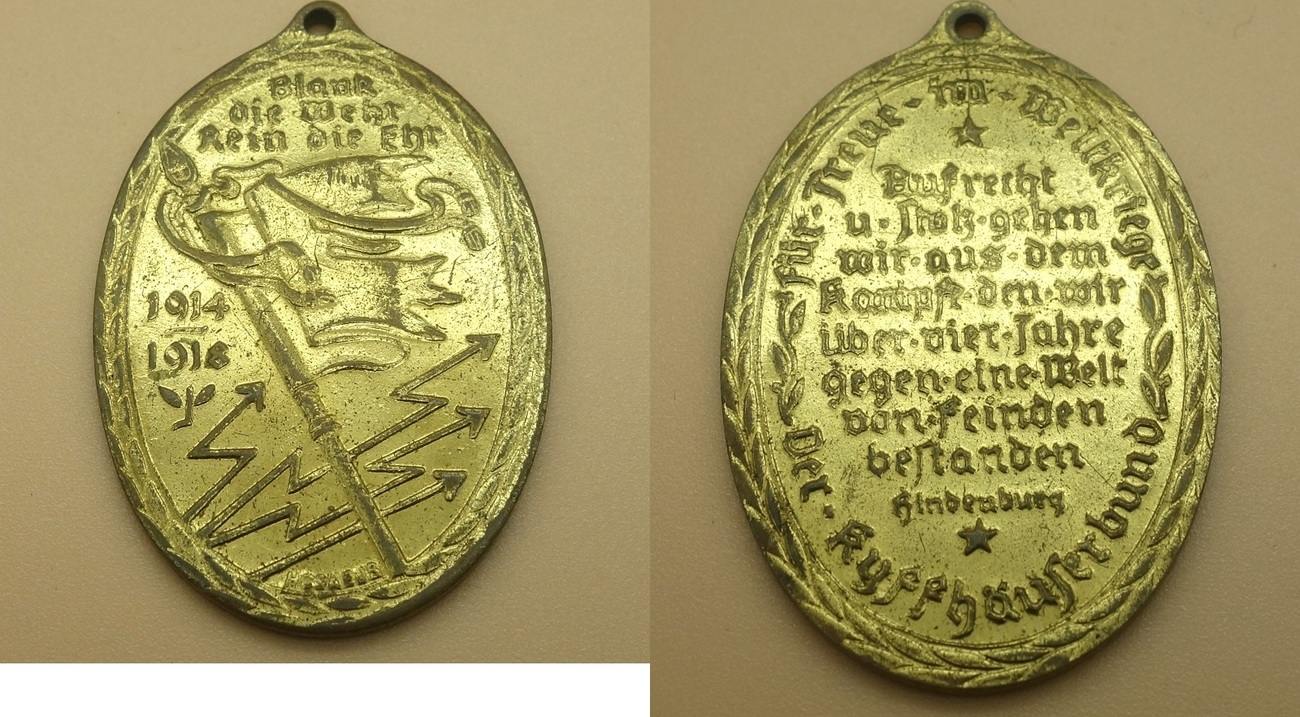 Blank
die Wehr
Rein die Ehr
1914
1918
für · Treue · im · Weltkriege
Aufrecht
u · stolz · gehen
wir · aus · dem
Kampfe · den · wir
über · vier · Jahre
gegen · eine · Welt
von · Feinden
bestanden
Hindenburg
Der · Kyffhäuserbund